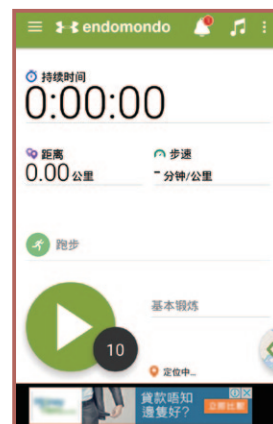 endomondo
持续时间
0:00:00
距离
0.00 公里
步速
- 分钟/公里
跑步
基本锻炼
10
定位中...
貸款唔知
邊隻好?
立即比較